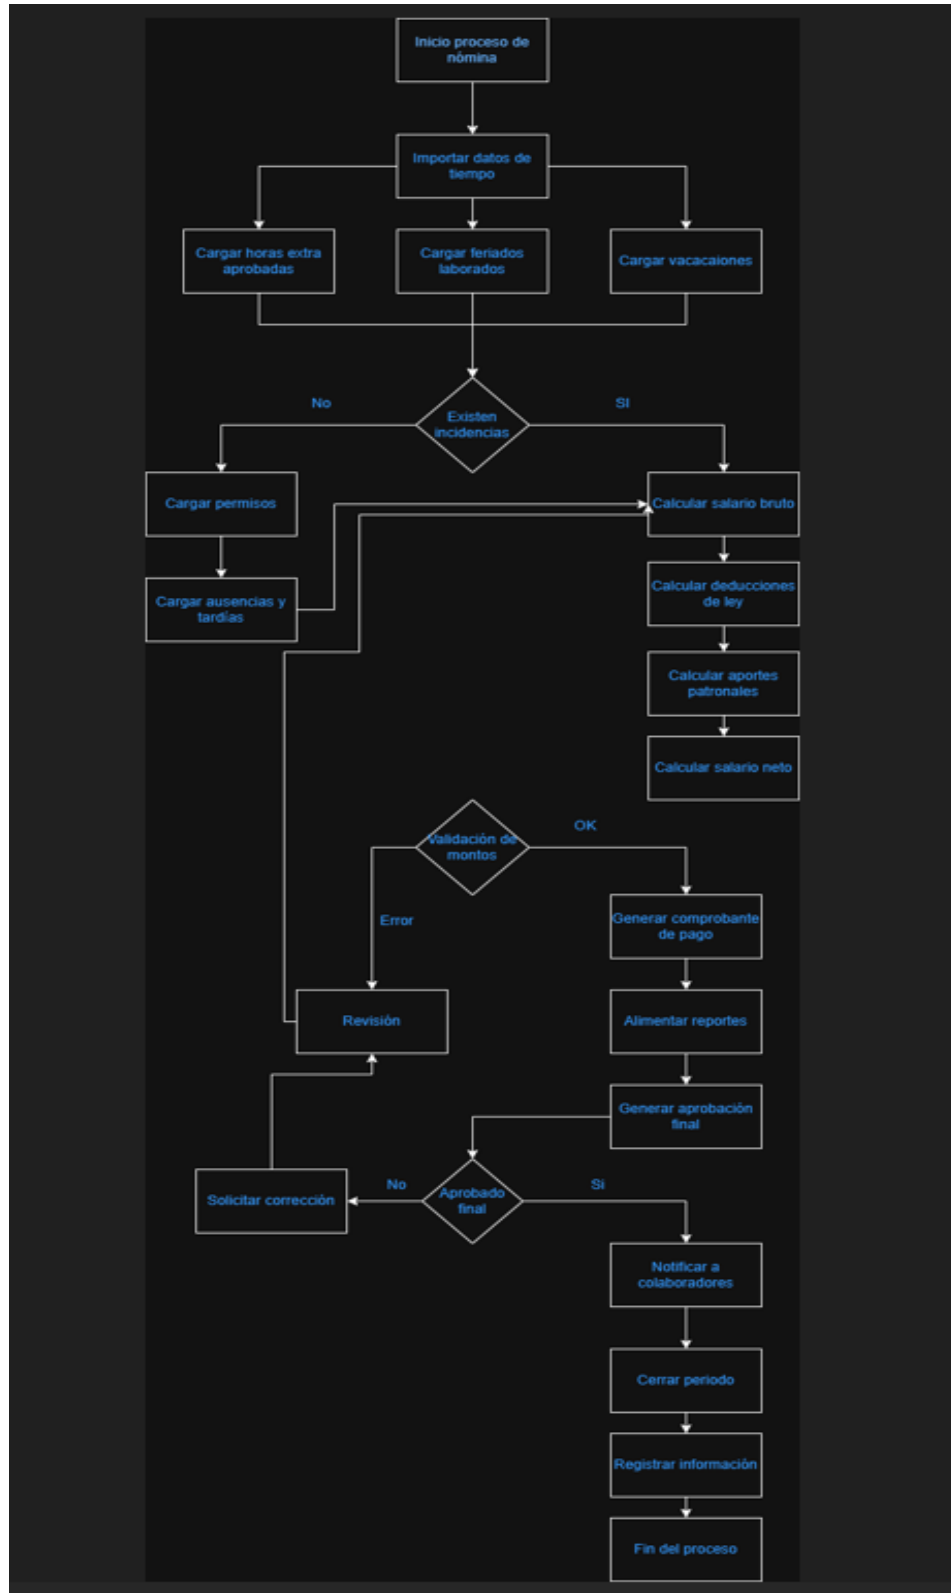 Inicio proceso de
nómina
Importar datos de
tiempo
Cargar horas extra
aprobadas
Cargar feriados
laborados
Cargar vacacaiones
No
SI
Existen
incidencias
Cargar permisos
Calcular salario bruto
Cargar ausencias y
tardías
Calcular deducciones
de ley
Calcular aportes
patronales
Calcular salario neto
Validación de
montos
OK
Error
Generar comprobante
de pago
Revisión
Alimentar reportes
Generar aprobación
final
Solicitar corrección
No
Aprobado
final
Si
Notificar a
colaboradores
Cerrar periodo
Registrar información
Fin del proceso